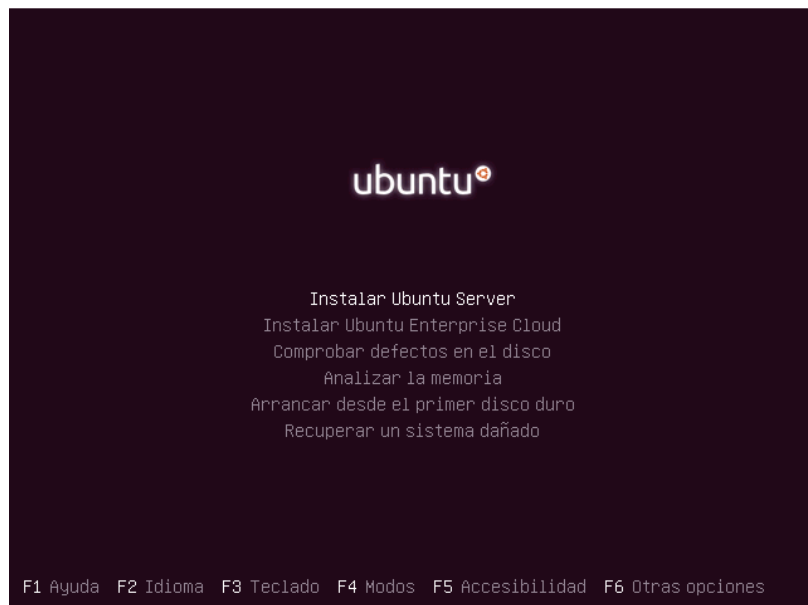 ubuntu
Instalar Ubuntu Server
Instalar Ubuntu Enterprise Cloud
Comprobar defectos en el disco
Analizar la memoria
Arrancar desde el primer disco duro
Recuperar un sistema dañado
F1 Ayuda F2 Idioma F3 Teclado F4 Modos F5 Accesibilidad F6 Otras opciones